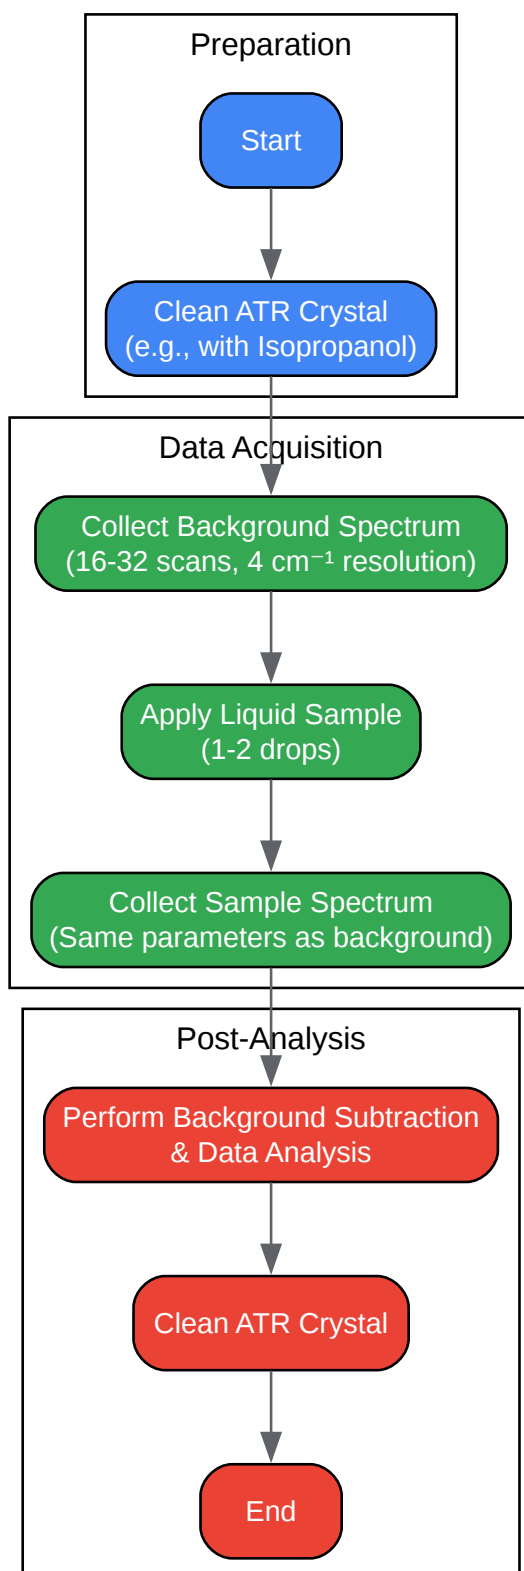 Preparation
Start
Clean ATR Crystal
(e.g., with Isopropanol)
Data Acquisition
Collect Background Spectrum
(16-32 scans, 4 cm⁻¹ resolution)
Apply Liquid Sample
(1-2 drops)
Collect Sample Spectrum
(Same parameters as background)
Post-Analysis
Perform Background Subtraction
& Data Analysis
Clean ATR Crystal
End